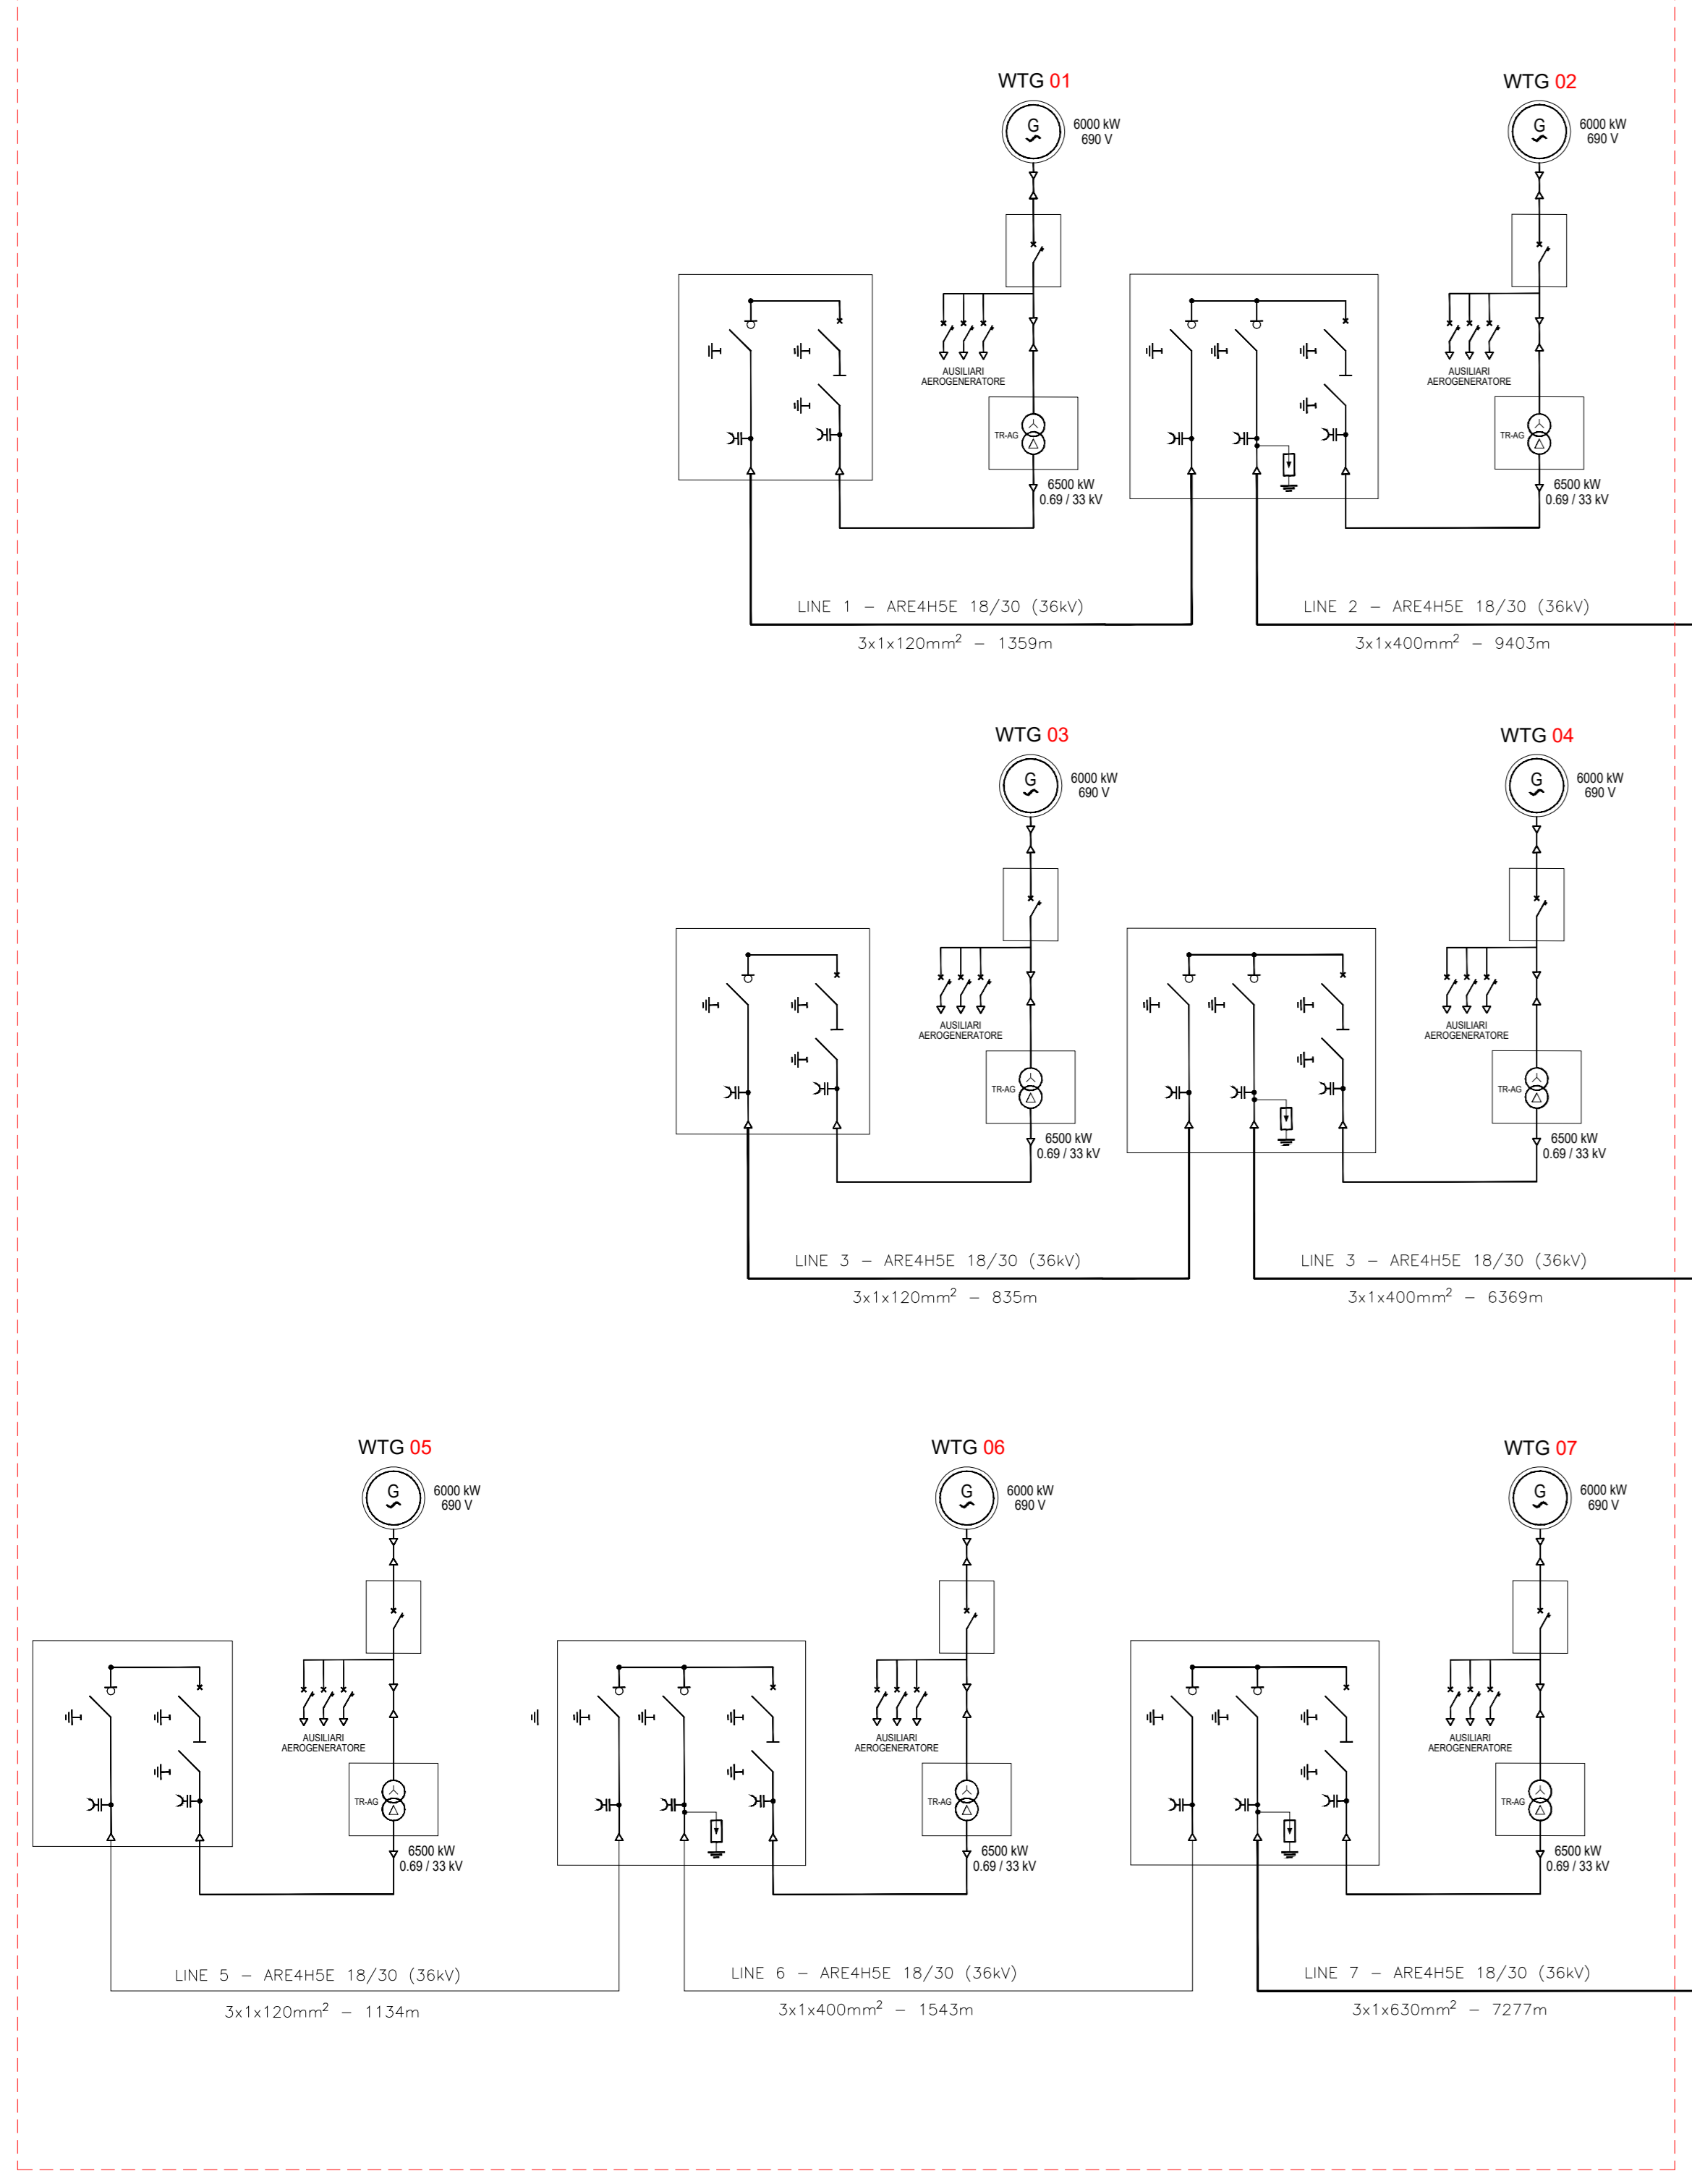 WTG 01
G
6000 kW
690 V
AUSILIARI
AEROGENERATORE
TR-AG
6500 kW
0.69 / 33 kV
WTG 02
G
6000 kW
690 V
AUSILIARI
AEROGENERATORE
TR-AG
6500 kW
0.69 / 33 kV
LINE 1 – ARE4H5E 18/30 (36kV)
3x1x120mm² – 1359m
LINE 2 – ARE4H5E 18/30 (36kV)
3x1x400mm² – 9403m
WTG 03
G
6000 kW
690 V
AUSILIARI
AEROGENERATORE
TR-AG
6500 kW
0.69 / 33 kV
WTG 04
G
6000 kW
690 V
AUSILIARI
AEROGENERATORE
TR-AG
6500 kW
0.69 / 33 kV
LINE 3 – ARE4H5E 18/30 (36kV)
3x1x120mm² – 835m
LINE 3 – ARE4H5E 18/30 (36kV)
3x1x400mm² – 6369m
WTG 05
G
6000 kW
690 V
AUSILIARI
AEROGENERATORE
TR-AG
6500 kW
0.69 / 33 kV
WTG 06
G
6000 kW
690 V
AUSILIARI
AEROGENERATORE
TR-AG
6500 kW
0.69 / 33 kV
WTG 07
G
6000 kW
690 V
AUSILIARI
AEROGENERATORE
TR-AG
6500 kW
0.69 / 33 kV
LINE 5 – ARE4H5E 18/30 (36kV)
3x1x120mm² – 1134m
LINE 6 – ARE4H5E 18/30 (36kV)
3x1x400mm² – 1543m
LINE 7 – ARE4H5E 18/30 (36kV)
3x1x630mm² – 7277m